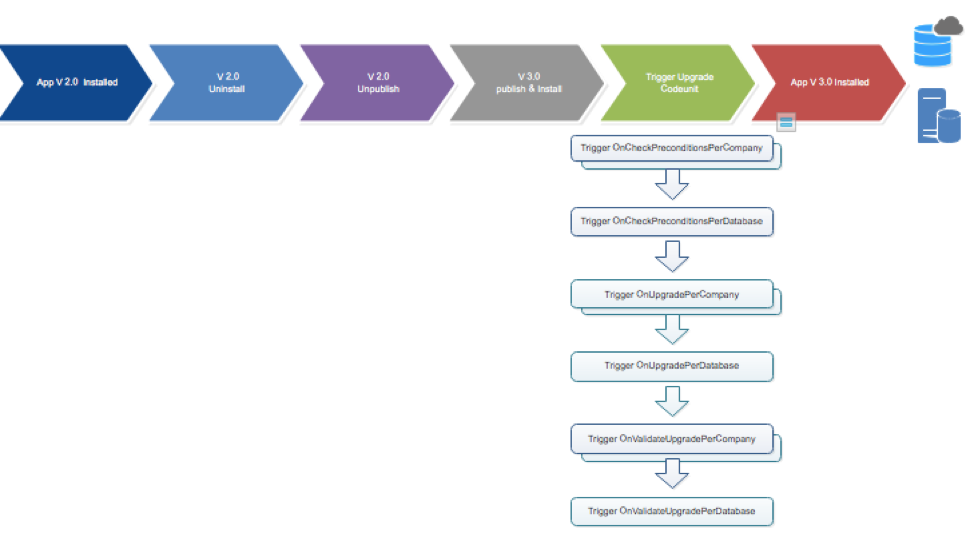 App V 2.0 Installed
V 2.0
Uninstall
V 2.0
Unpublish
V 3.0
publish & Install
Trigger Upgrade
Codeunit
App V 3.0 Installed
Trigger OnCheckPreconditionsPerCompany
Trigger OnCheckPreconditionsPerDatabase
Trigger OnUpgradePerCompany
Trigger OnUpgradePerDatabase
Trigger OnValidateUpgradePerCompany
Trigger OnValidateUpgradePerDatabase